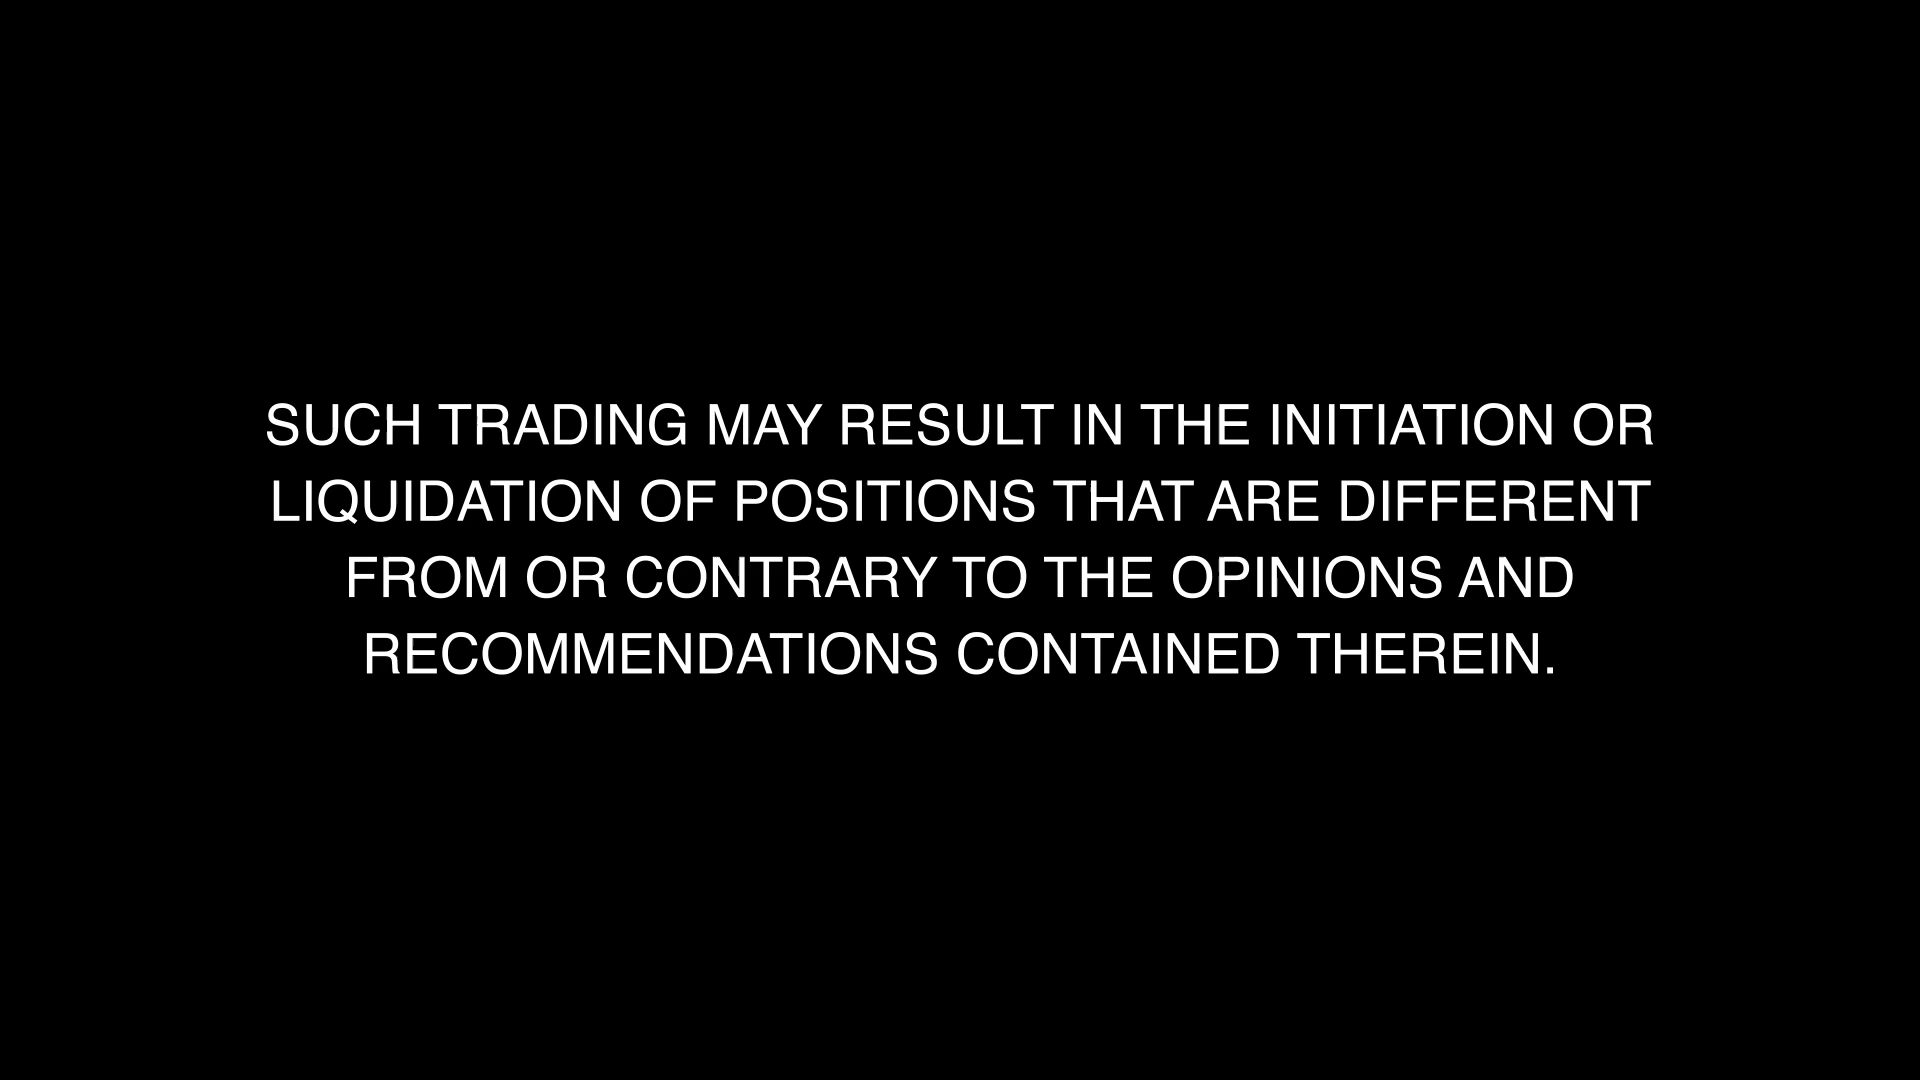 SUCH TRADING MAY RESULT IN THE INITIATION OR
LIQUIDATION OF POSITIONS THAT ARE DIFFERENT
FROM OR CONTRARY TO THE OPINIONS AND
RECOMMENDATIONS CONTAINED THEREIN.